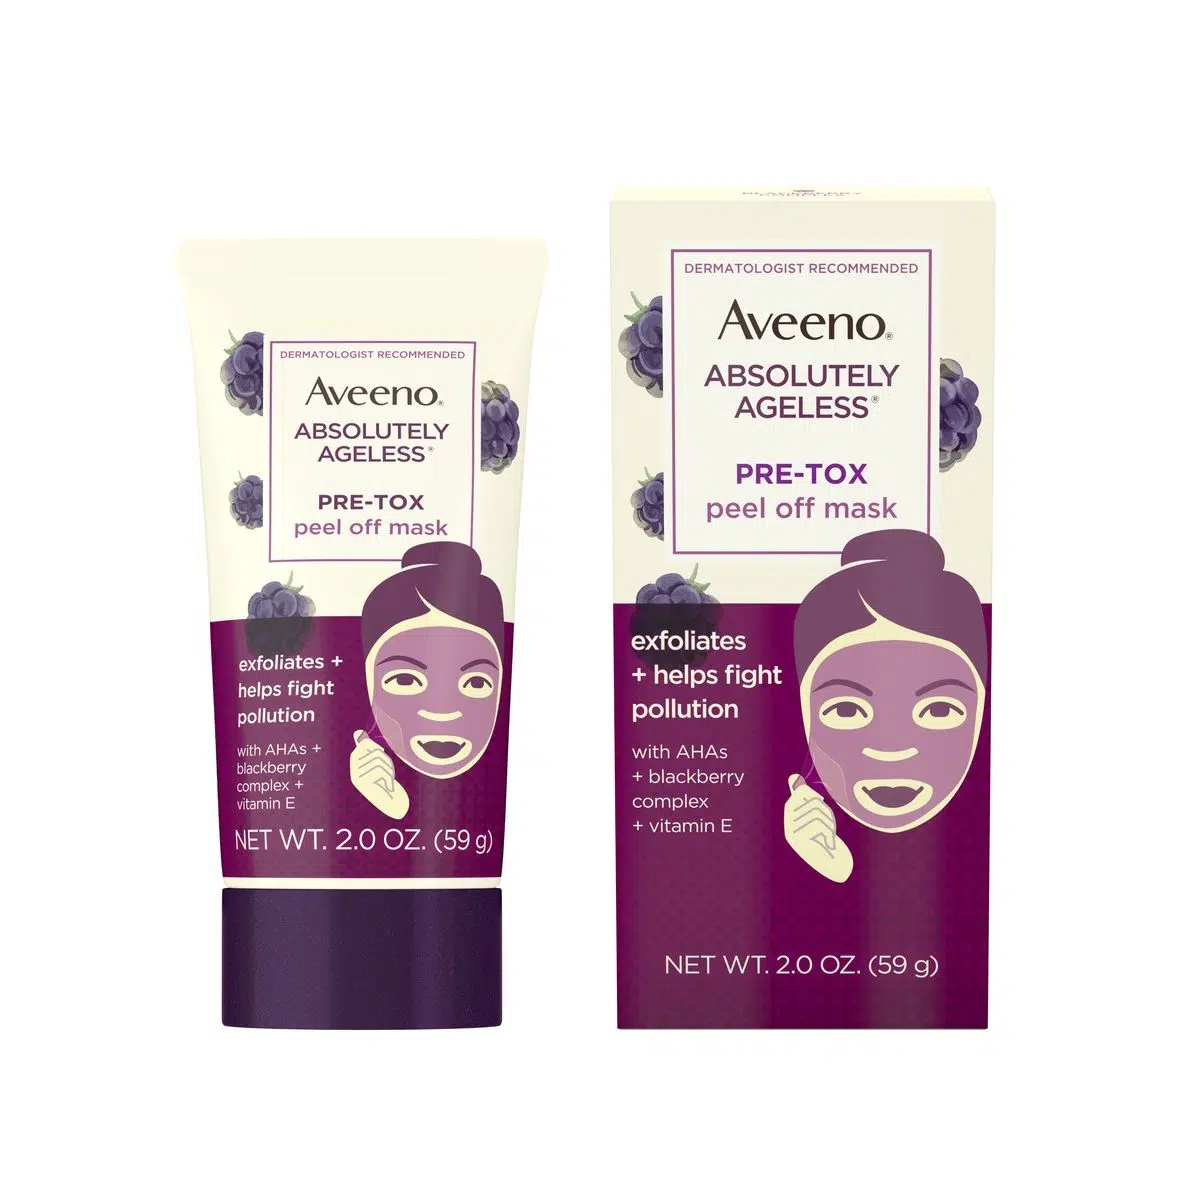 DERMATOLOGIST RECOMMENDED
Aveeno®
ABSOLUTELY
AGELESS®
PRE-TOX
peel off mask
exfoliates +
helps fight
pollution
with AHAs +
blackberry
complex +
vitamin E
NET WT. 2.0 OZ. (59 g)
DERMATOLOGIST RECOMMENDED
Aveeno®
ABSOLUTELY
AGELESS®
PRE-TOX
peel off mask
exfoliates
+ helps fight
pollution
with AHAs
+ blackberry
complex
+ vitamin E
NET WT. 2.0 OZ. (59 g)